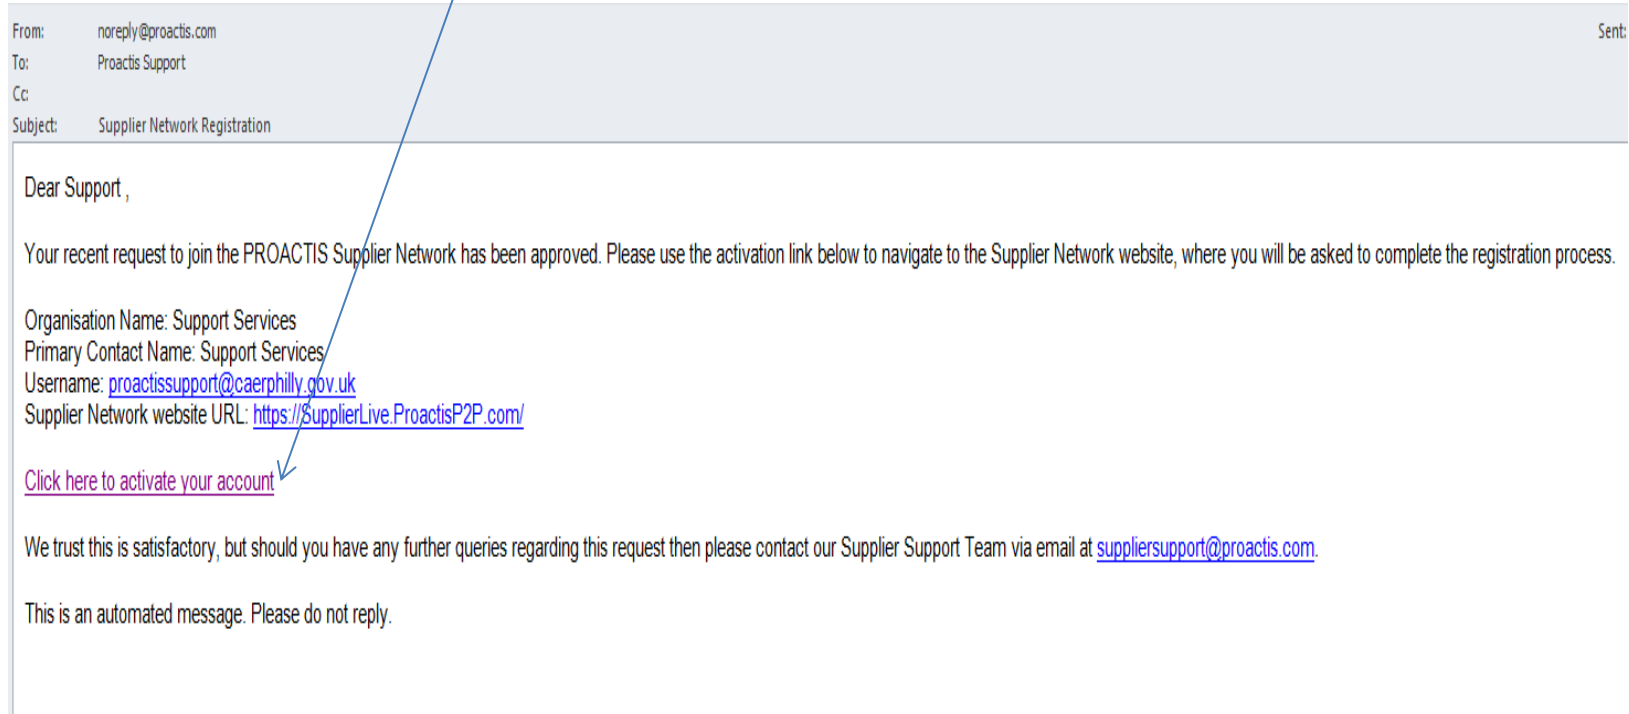 From: noreply@proactis.com Sent:
To: Proactis Support
Cc:
Subject: Supplier Network Registration
Dear Support ,
Your recent request to join the PROACTIS Supplier Network has been approved. Please use the activation link below to navigate to the Supplier Network website, where you will be asked to complete the registration process.
Organisation Name: Support Services
Primary Contact Name: Support Services
Username: proactissupport@caerphilly.gov.uk
Supplier Network website URL: https://SupplierLive.ProactisP2P.com/
Click here to activate your account
We trust this is satisfactory, but should you have any further queries regarding this request then please contact our Supplier Support Team via email at suppliersupport@proactis.com.
This is an automated message. Please do not reply.